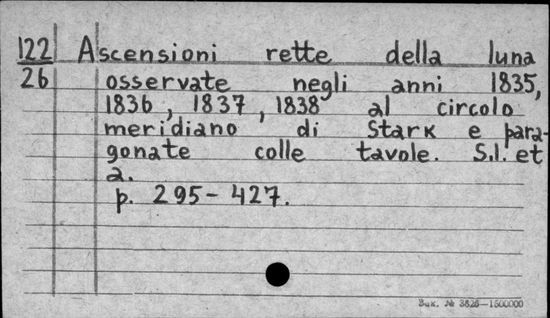 122 Ascensioni rette della luna
26 osservate negli anni 1835,
1836, 1837, 1838 al circolo
meridiano di Stark e para-
gonate colle tavole. S.l. et
a.
p. 295-427.
Зак. № 3826—1500000